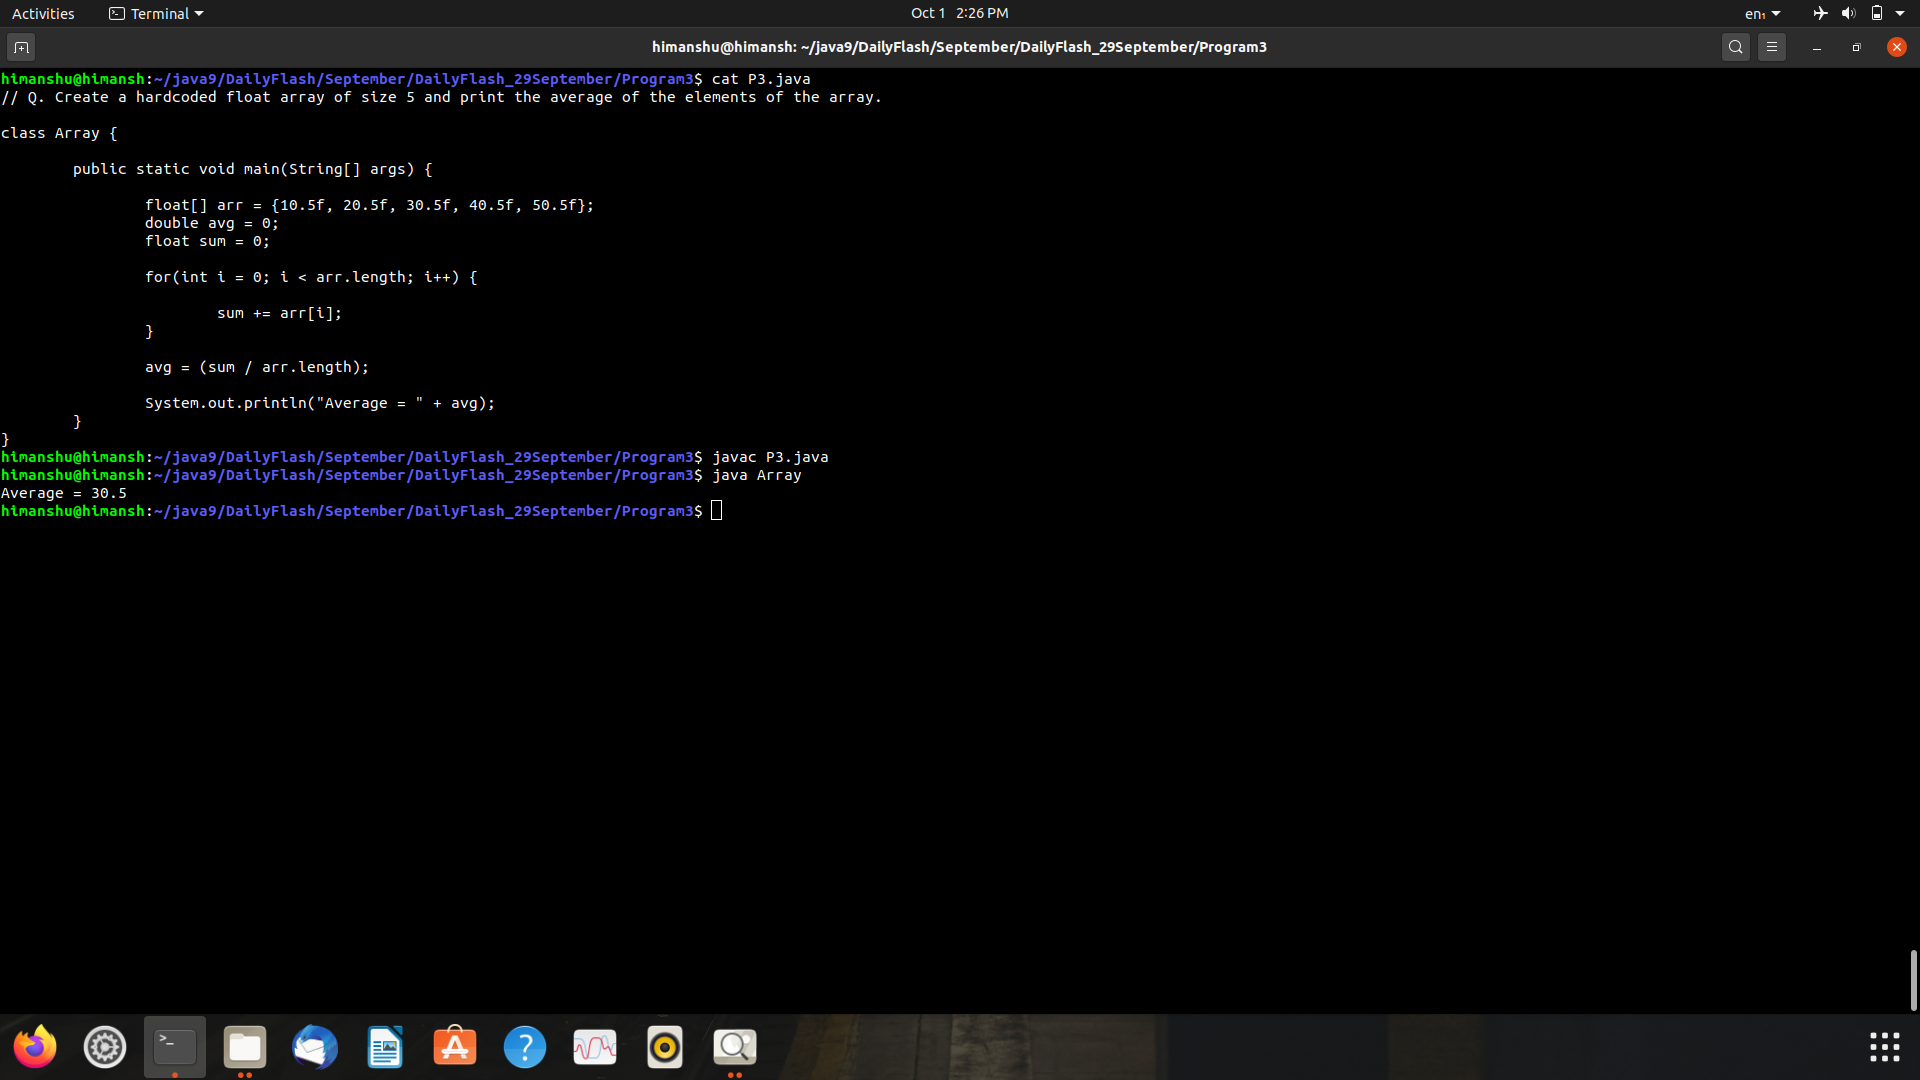 Activities Terminal Oct 1 2:26 PM en₁
himanshu@himansh: ~/java9/DailyFlash/September/DailyFlash_29September/Program3
himanshu@himansh:~/java9/DailyFlash/September/DailyFlash_29September/Program3$ cat P3.java
// Q. Create a hardcoded float array of size 5 and print the average of the elements of the array.
class Array {
public static void main(String[] args) {
float[] arr = {10.5f, 20.5f, 30.5f, 40.5f, 50.5f};
double avg = 0;
float sum = 0;
for(int i = 0; i < arr.length; i++) {
sum += arr[i];
}
avg = (sum / arr.length);
System.out.println("Average = " + avg);
}
}
himanshu@himansh:~/java9/DailyFlash/September/DailyFlash_29September/Program3$ javac P3.java
himanshu@himansh:~/java9/DailyFlash/September/DailyFlash_29September/Program3$ java Array
Average = 30.5
himanshu@himansh:~/java9/DailyFlash/September/DailyFlash_29September/Program3$